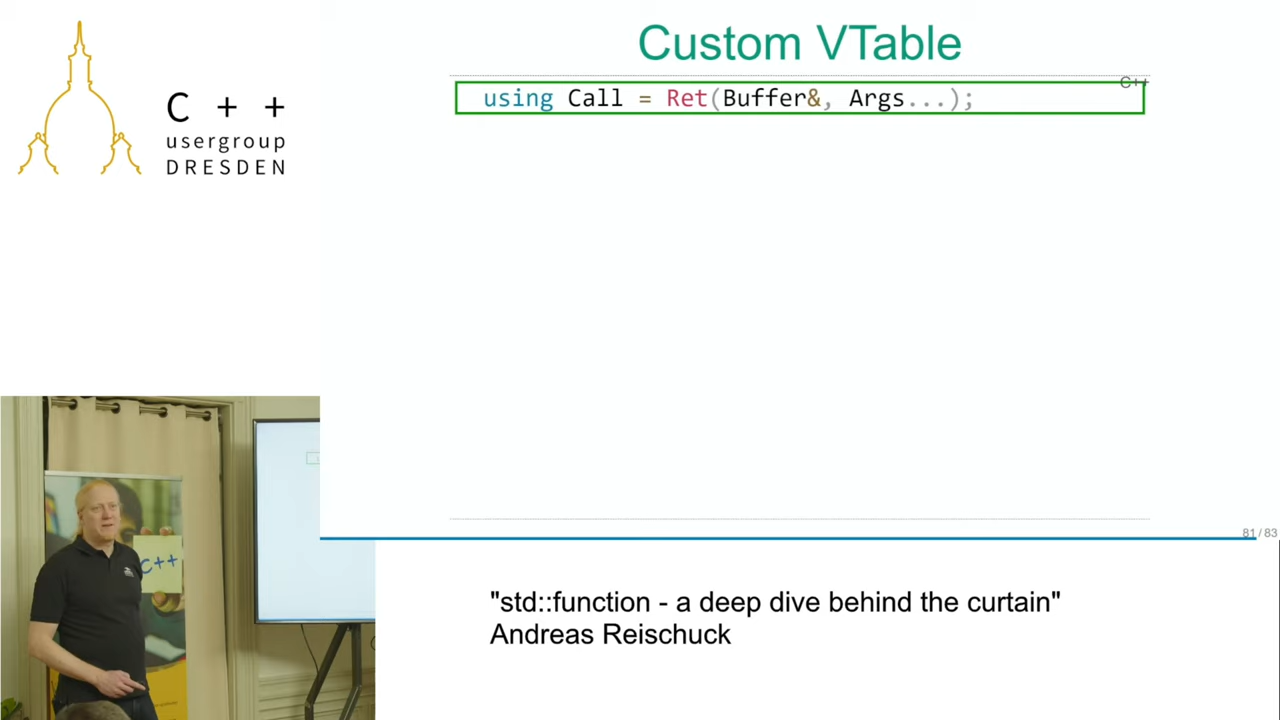 C + +
usergroup
DRESDEN
Custom VTable
C++
using Call = Ret(Buffer&, Args...);
C++
81 / 83
"std::function - a deep dive behind the curtain"
Andreas Reischuck